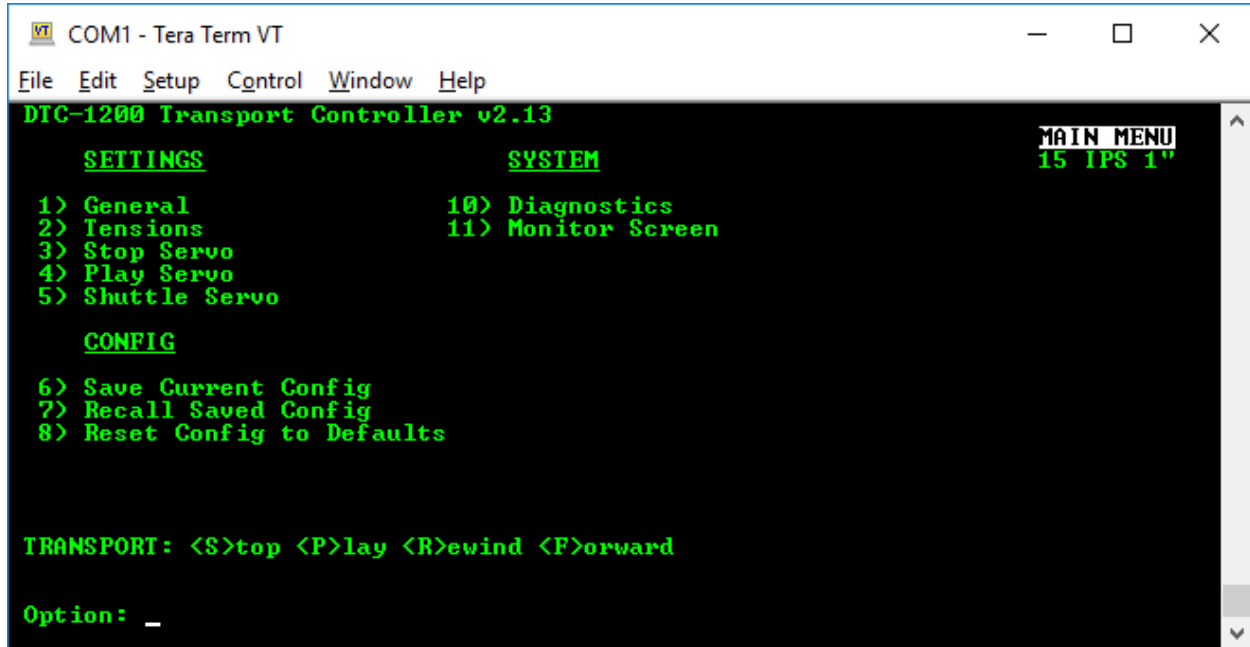 COM1 - Tera Term VT
File Edit Setup Control Window Help
DTC-1200 Transport Controller v2.13
MAIN MENU
SETTINGS SYSTEM 15 IPS 1"
1) General 10) Diagnostics
2) Tensions 11) Monitor Screen
3) Stop Servo
4) Play Servo
5) Shuttle Servo
CONFIG
6) Save Current Config
7) Recall Saved Config
8) Reset Config to Defaults
TRANSPORT: <S>top <P>lay <R>ewind <F>orward
Option: _